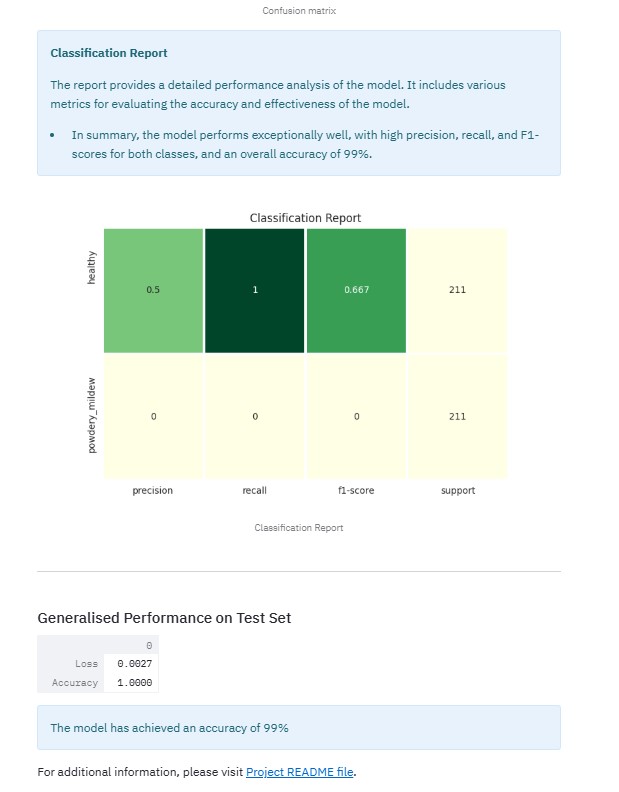 Confusion matrix
Classification Report
The report provides a detailed performance analysis of the model. It includes various
metrics for evaluating the accuracy and effectiveness of the model.
• In summary, the model performs exceptionally well, with high precision, recall, and F1-
scores for both classes, and an overall accuracy of 99%.
Classification Report
healthy
0.5 1 0.667 211
powdery_mildew
0 0 0 211
precision recall f1-score support
Classification Report
Generalised Performance on Test Set
0
Loss 0.0027
Accuracy 1.0000
The model has achieved an accuracy of 99%
For additional information, please visit Project README file.